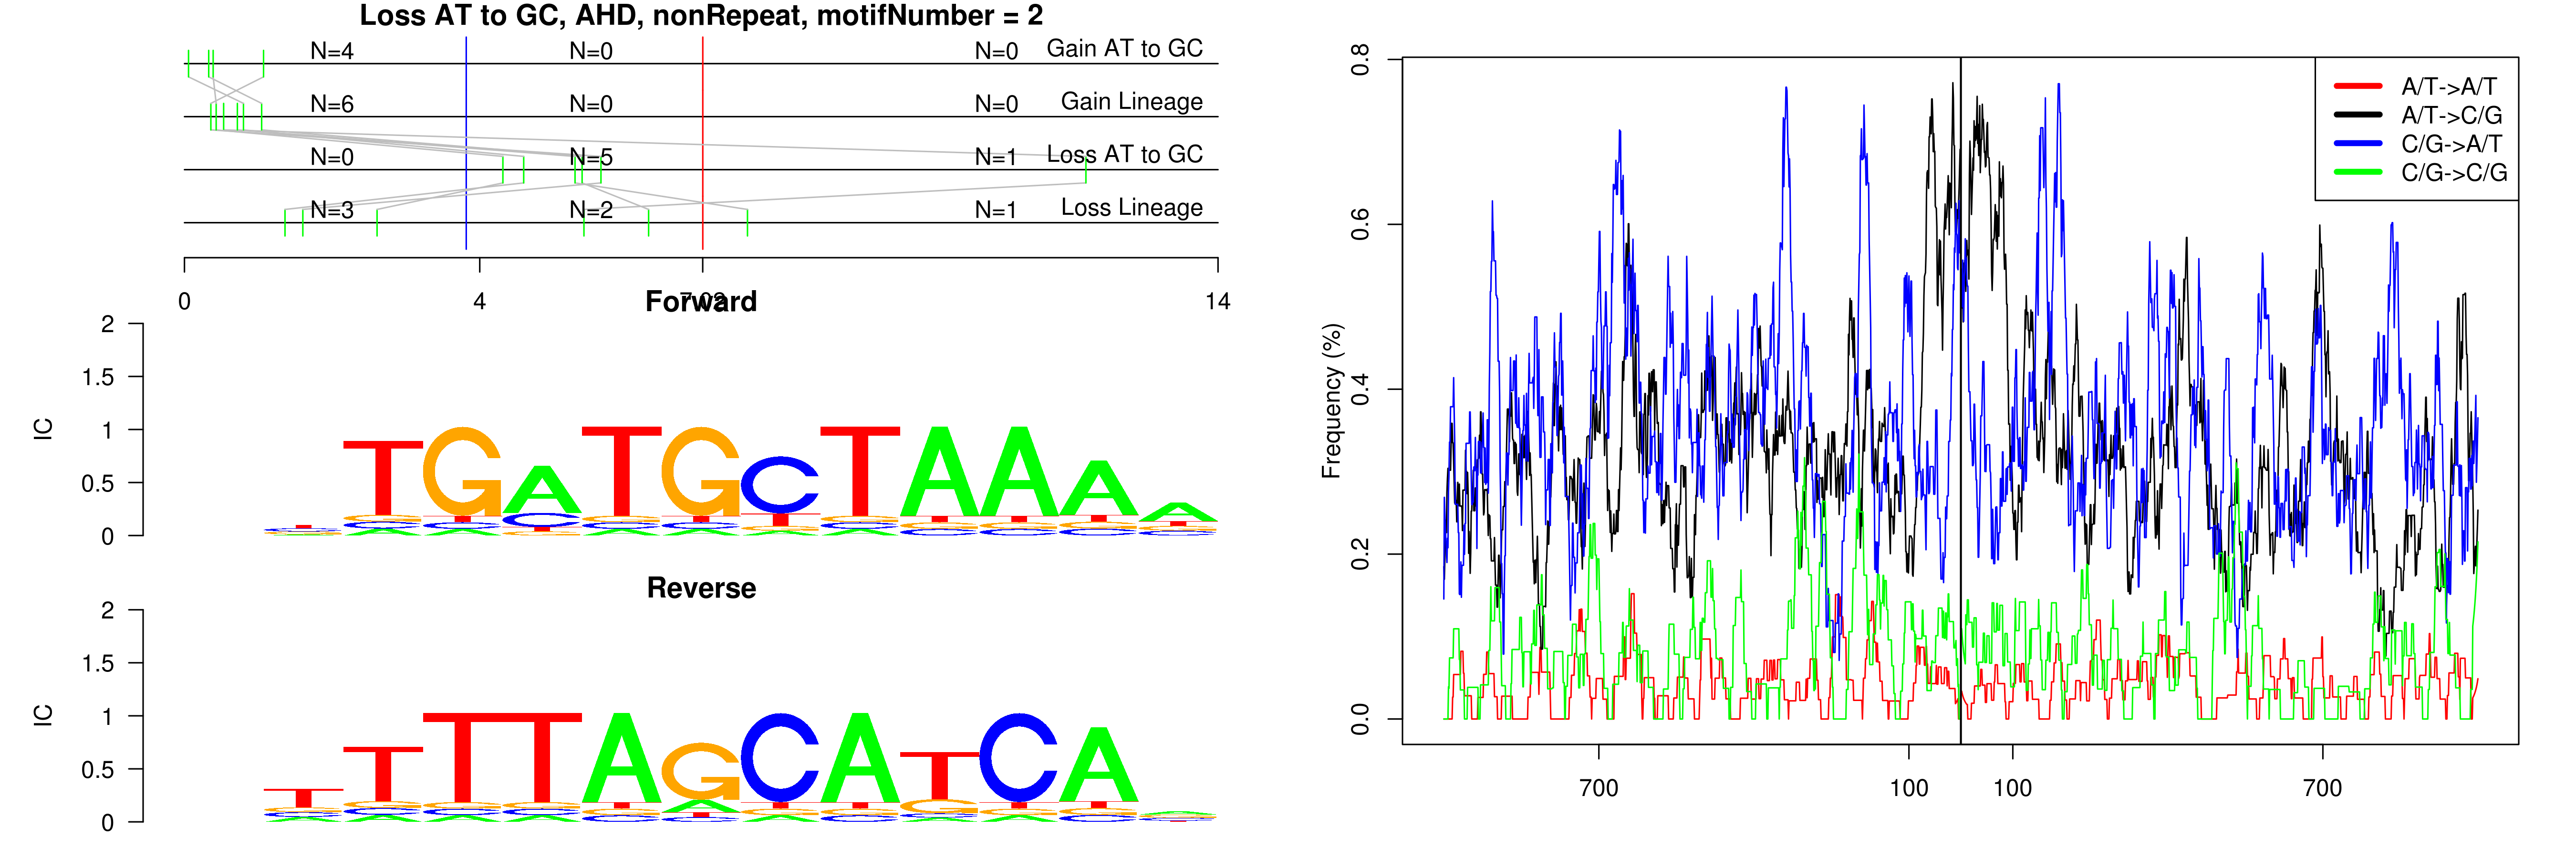 Loss AT to GC, AHD, nonRepeat, motifNumber = 2
N=4 N=0 N=0 Gain AT to GC
N=6 N=0 N=0 Gain Lineage
N=0 N=5 N=1 Loss AT to GC
N=3 N=2 N=1 Loss Lineage
0 4 14
Forward
IC
2
1.5
1
0.5
0
TGATGCTAAAA
Reverse
IC
2
1.5
1
0.5
0
TTTTAGCATCA
Frequency (%)
0.8
0.6
0.4
0.2
0.0
A/T->A/T
A/T->C/G
C/G->A/T
C/G->C/G
700 100 100 700